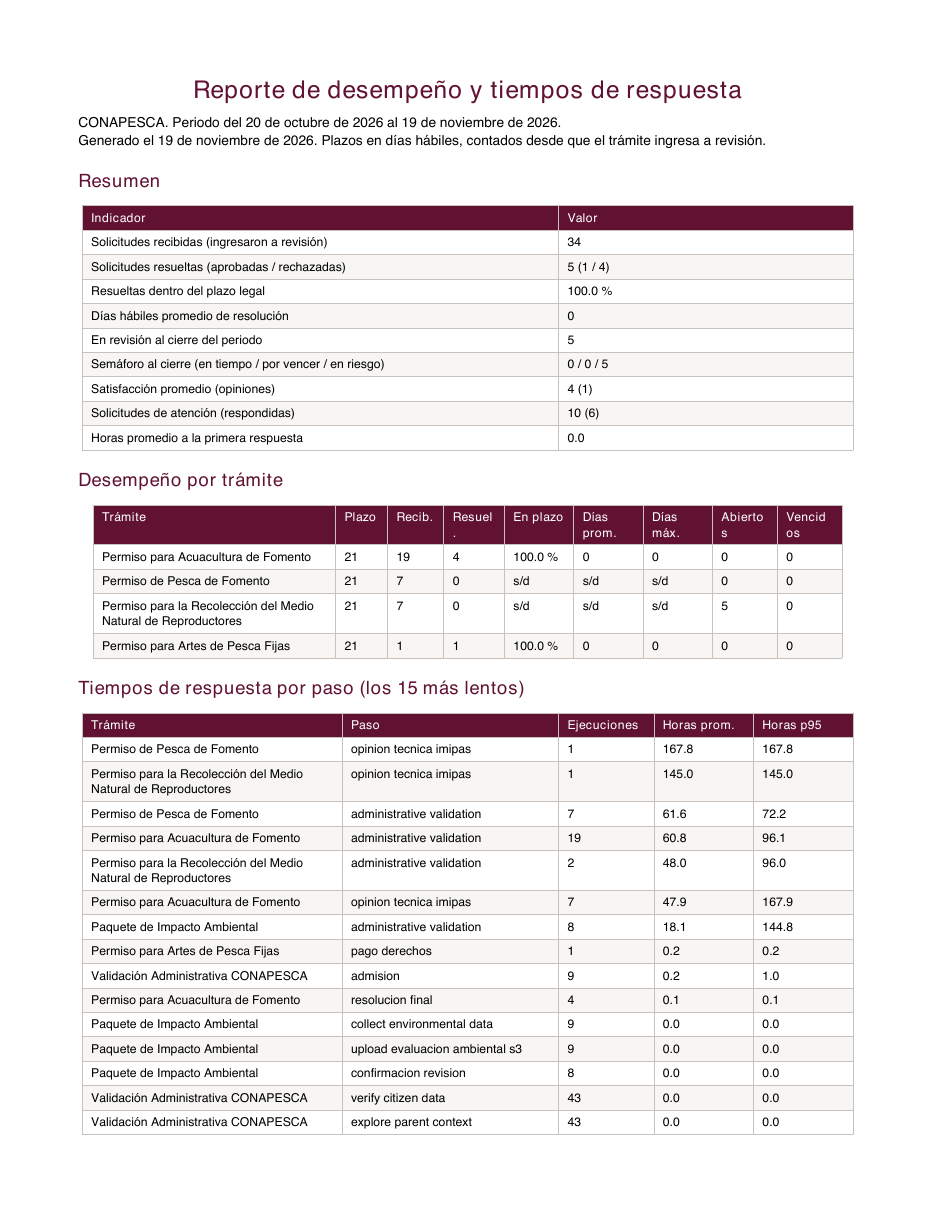 Reporte de desempeño y tiempos de respuesta
CONAPESCA. Periodo del 20 de octubre de 2026 al 19 de noviembre de 2026.
Generado el 19 de noviembre de 2026. Plazos en días hábiles, contados desde que el trámite ingresa a revisión.
Resumen
Indicador Valor
Solicitudes recibidas (ingresaron a revisión) 34
Solicitudes resueltas (aprobadas / rechazadas) 5 (1 / 4)
Resueltas dentro del plazo legal 100.0 %
Días hábiles promedio de resolución 0
En revisión al cierre del periodo 5
Semáforo al cierre (en tiempo / por vencer / en riesgo) 0 / 0 / 5
Satisfacción promedio (opiniones) 4 (1)
Solicitudes de atención (respondidas) 10 (6)
Horas promedio a la primera respuesta 0.0
Desempeño por trámite
Trámite Plazo Recib. Resuel En plazo Días Días Abierto Vencid
. prom. máx. s os
Permiso para Acuacultura de Fomento 21 19 4 100.0 % 0 0 0 0
Permiso de Pesca de Fomento 21 7 0 s/d s/d s/d 0 0
Permiso para la Recolección del Medio 21 7 0 s/d s/d s/d 5 0
Natural de Reproductores
Permiso para Artes de Pesca Fijas 21 1 1 100.0 % 0 0 0 0
Tiempos de respuesta por paso (los 15 más lentos)
Trámite Paso Ejecuciones Horas prom. Horas p95
Permiso de Pesca de Fomento opinion tecnica imipas 1 167.8 167.8
Permiso para la Recolección del Medio opinion tecnica imipas 1 145.0 145.0
Natural de Reproductores
Permiso de Pesca de Fomento administrative validation 7 61.6 72.2
Permiso para Acuacultura de Fomento administrative validation 19 60.8 96.1
Permiso para la Recolección del Medio administrative validation 2 48.0 96.0
Natural de Reproductores
Permiso para Acuacultura de Fomento opinion tecnica imipas 7 47.9 167.9
Paquete de Impacto Ambiental administrative validation 8 18.1 144.8
Permiso para Artes de Pesca Fijas pago derechos 1 0.2 0.2
Validación Administrativa CONAPESCA admision 9 0.2 1.0
Permiso para Acuacultura de Fomento resolucion final 4 0.1 0.1
Paquete de Impacto Ambiental collect environmental data 9 0.0 0.0
Paquete de Impacto Ambiental upload evaluacion ambiental s3 9 0.0 0.0
Paquete de Impacto Ambiental confirmacion revision 8 0.0 0.0
Validación Administrativa CONAPESCA verify citizen data 43 0.0 0.0
Validación Administrativa CONAPESCA explore parent context 43 0.0 0.0